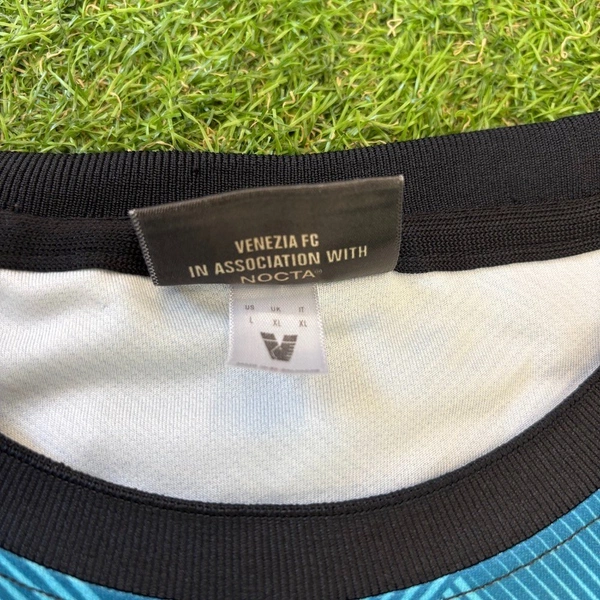 VENEZIA FC
IN ASSOCIATION WITH
NOCTA®
US UK IT
L XL XL